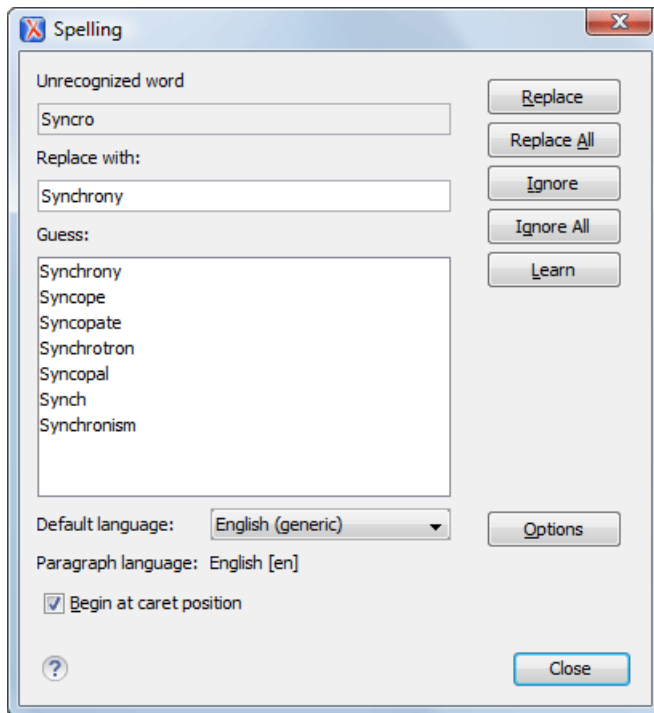 Spelling
Unrecognized word
Syncro
Replace with:
Synchrony
Guess:
Synchrony
Syncope
Syncopate
Synchrotron
Syncopal
Synch
Synchronism
Replace
Replace All
Ignore
Ignore All
Learn
Default language: English (generic)
Options
Paragraph language: English [en]
Begin at caret position
?
Close